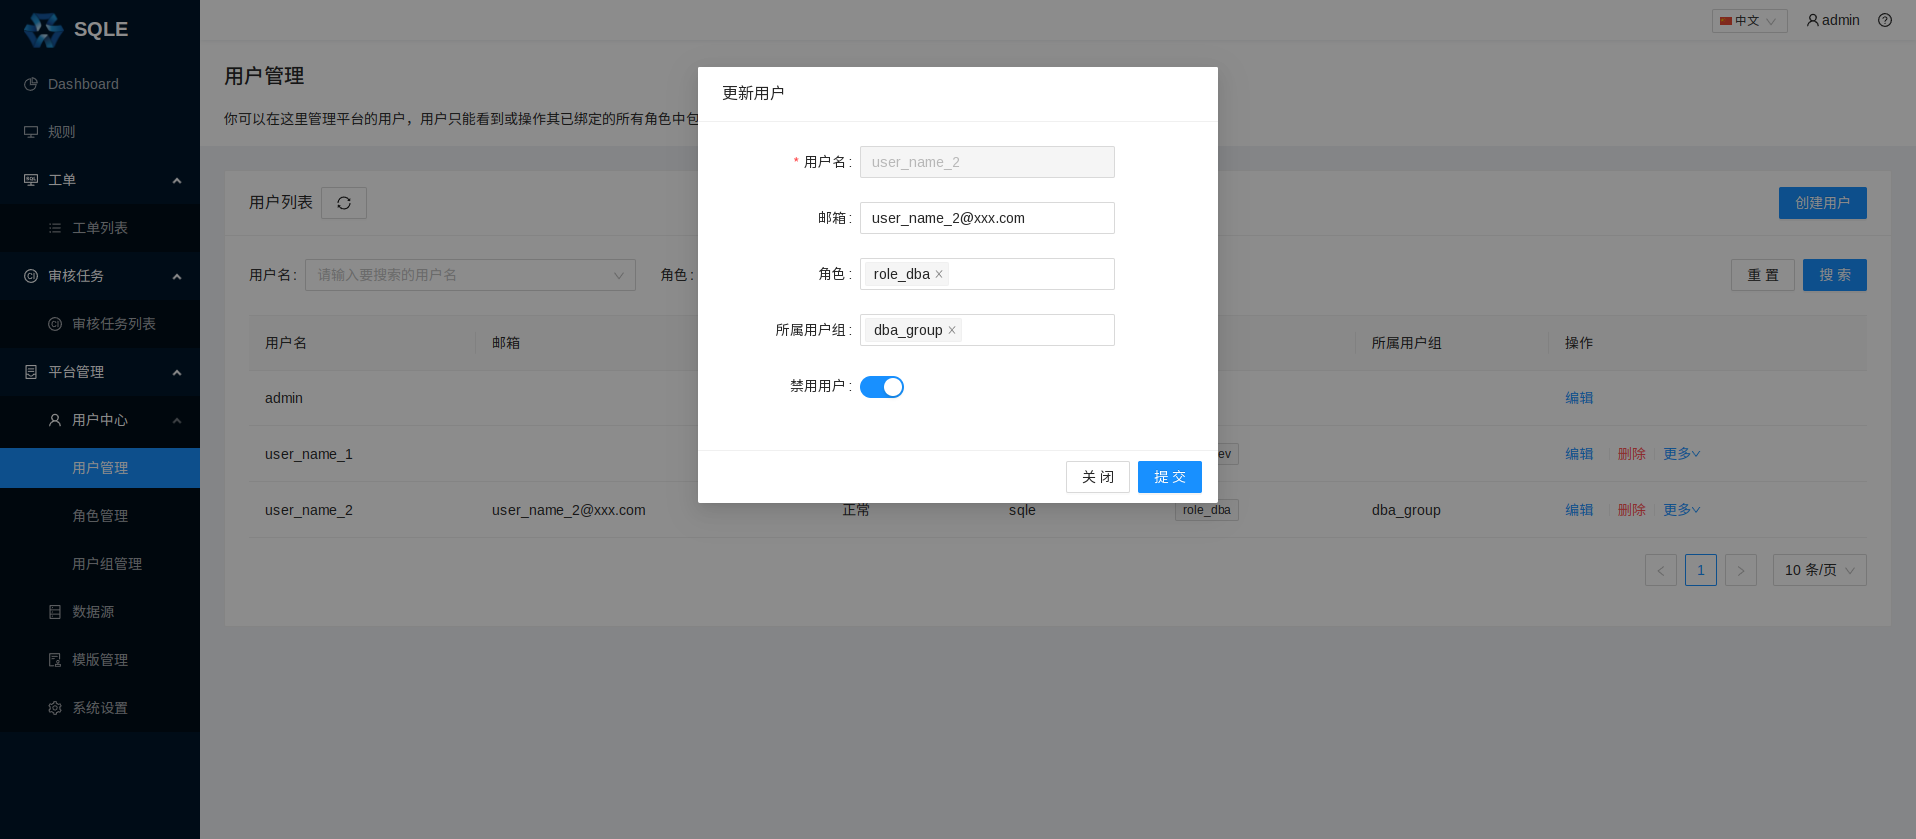 SQLE
Dashboard
规则
工单
工单列表
审核任务
审核任务列表
平台管理
用户中心
用户管理
角色管理
用户组管理
数据源
模版管理
系统设置
中文
admin
用户管理
你可以在这里管理平台的用户，用户只能看到或操作其已绑定的所有角色中包
用户列表
创建用户
用户名:
请输入要搜索的用户名
角色:
重 置
搜 索
用户名 邮箱 所属用户组 操作
admin 编辑
user_name_1 ev 编辑 删除 更多
user_name_2 user_name_2@xxx.com 正常 sqle role_dba dba_group 编辑 删除 更多
1
10 条/页
更新用户
* 用户名: user_name_2
邮箱: user_name_2@xxx.com
角色: role_dba
所属用户组: dba_group
禁用用户:
关 闭
提 交